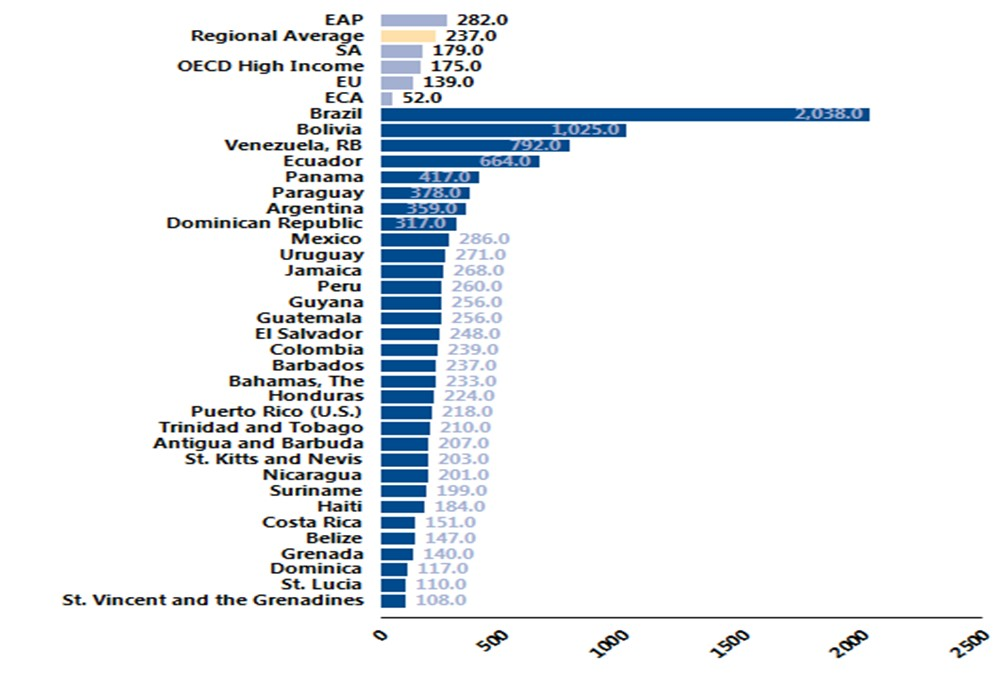 EAP 282.0
Regional Average 237.0
SA 179.0
OECD High Income 175.0
EU 139.0
ECA 52.0
Brazil 2,038.0
Bolivia 1,025.0
Venezuela, RB 792.0
Ecuador 664.0
Panama 417.0
Paraguay 378.0
Argentina 359.0
Dominican Republic 317.0
Mexico 286.0
Uruguay 271.0
Jamaica 268.0
Peru 260.0
Guyana 256.0
Guatemala 256.0
El Salvador 248.0
Colombia 239.0
Barbados 237.0
Bahamas, The 233.0
Honduras 224.0
Puerto Rico (U.S.) 218.0
Trinidad and Tobago 210.0
Antigua and Barbuda 207.0
St. Kitts and Nevis 203.0
Nicaragua 201.0
Suriname 199.0
Haiti 184.0
Costa Rica 151.0
Belize 147.0
Grenada 140.0
Dominica 117.0
St. Lucia 110.0
St. Vincent and the Grenadines 108.0
0 500 1000 1500 2000 2500